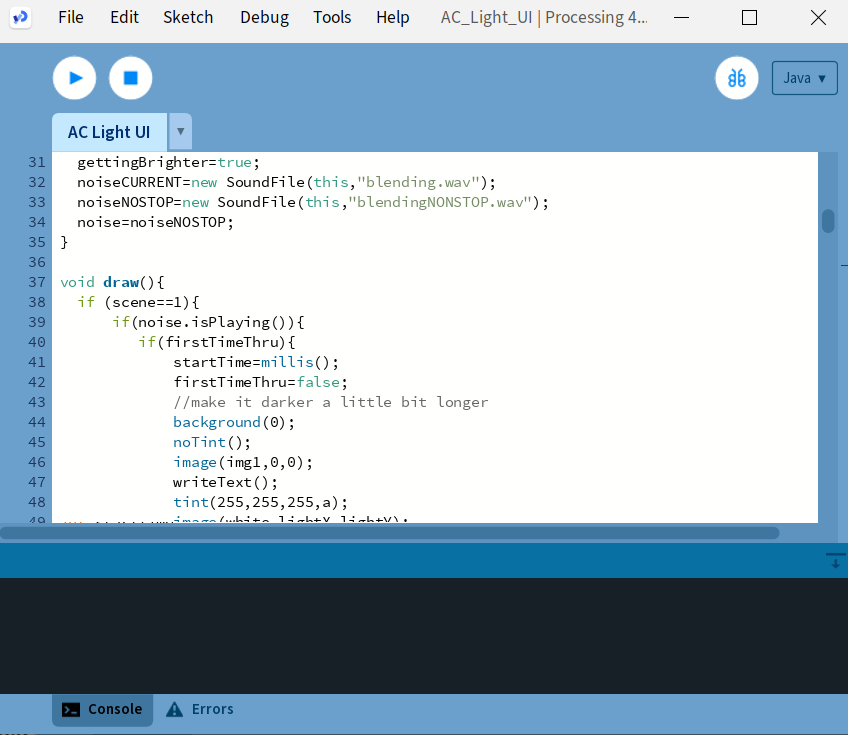 File Edit Sketch Debug Tools Help AC_Light_UI | Processing 4...
Java ▾
AC Light UI ▾
31 gettingBrighter=true;
32 noiseCURRENT=new SoundFile(this,"blending.wav");
33 noiseNOSTOP=new SoundFile(this,"blendingNONSTOP.wav");
34 noise=noiseNOSTOP;
35 }
36
37 void draw(){
38 if (scene==1){
39 if(noise.isPlaying()){
40 if(firstTimeThru){
41 startTime=millis();
42 firstTimeThru=false;
43 //make it darker a little bit longer
44 background(0);
45 noTint();
46 image(img1,0,0);
47 writeText();
48 tint(255,255,255,a);
49 image(white,lightX,lightY);
Console Errors